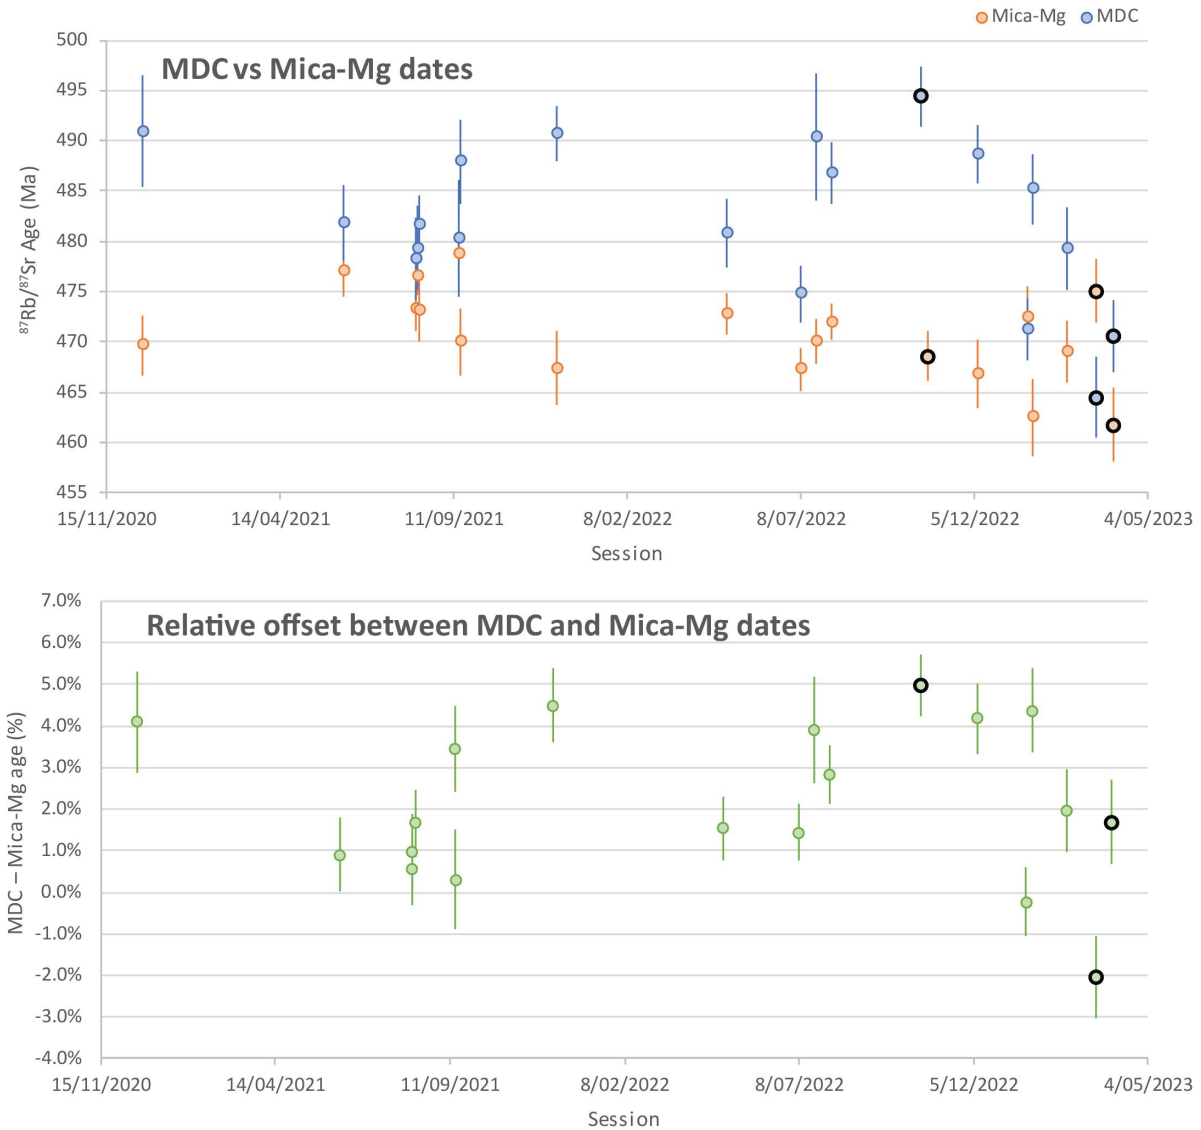 Mica-Mg MDC
MDC vs Mica-Mg dates
⁸⁷Rb/⁸⁷Sr Age (Ma)
500
495
490
485
480
475
470
465
460
455
15/11/2020 14/04/2021 11/09/2021 8/02/2022 8/07/2022 5/12/2022 4/05/2023
Session
Relative offset between MDC and Mica-Mg dates
MDC – Mica-Mg age (%)
7.0%
6.0%
5.0%
4.0%
3.0%
2.0%
1.0%
0.0%
-1.0%
-2.0%
-3.0%
-4.0%
15/11/2020 14/04/2021 11/09/2021 8/02/2022 8/07/2022 5/12/2022 4/05/2023
Session